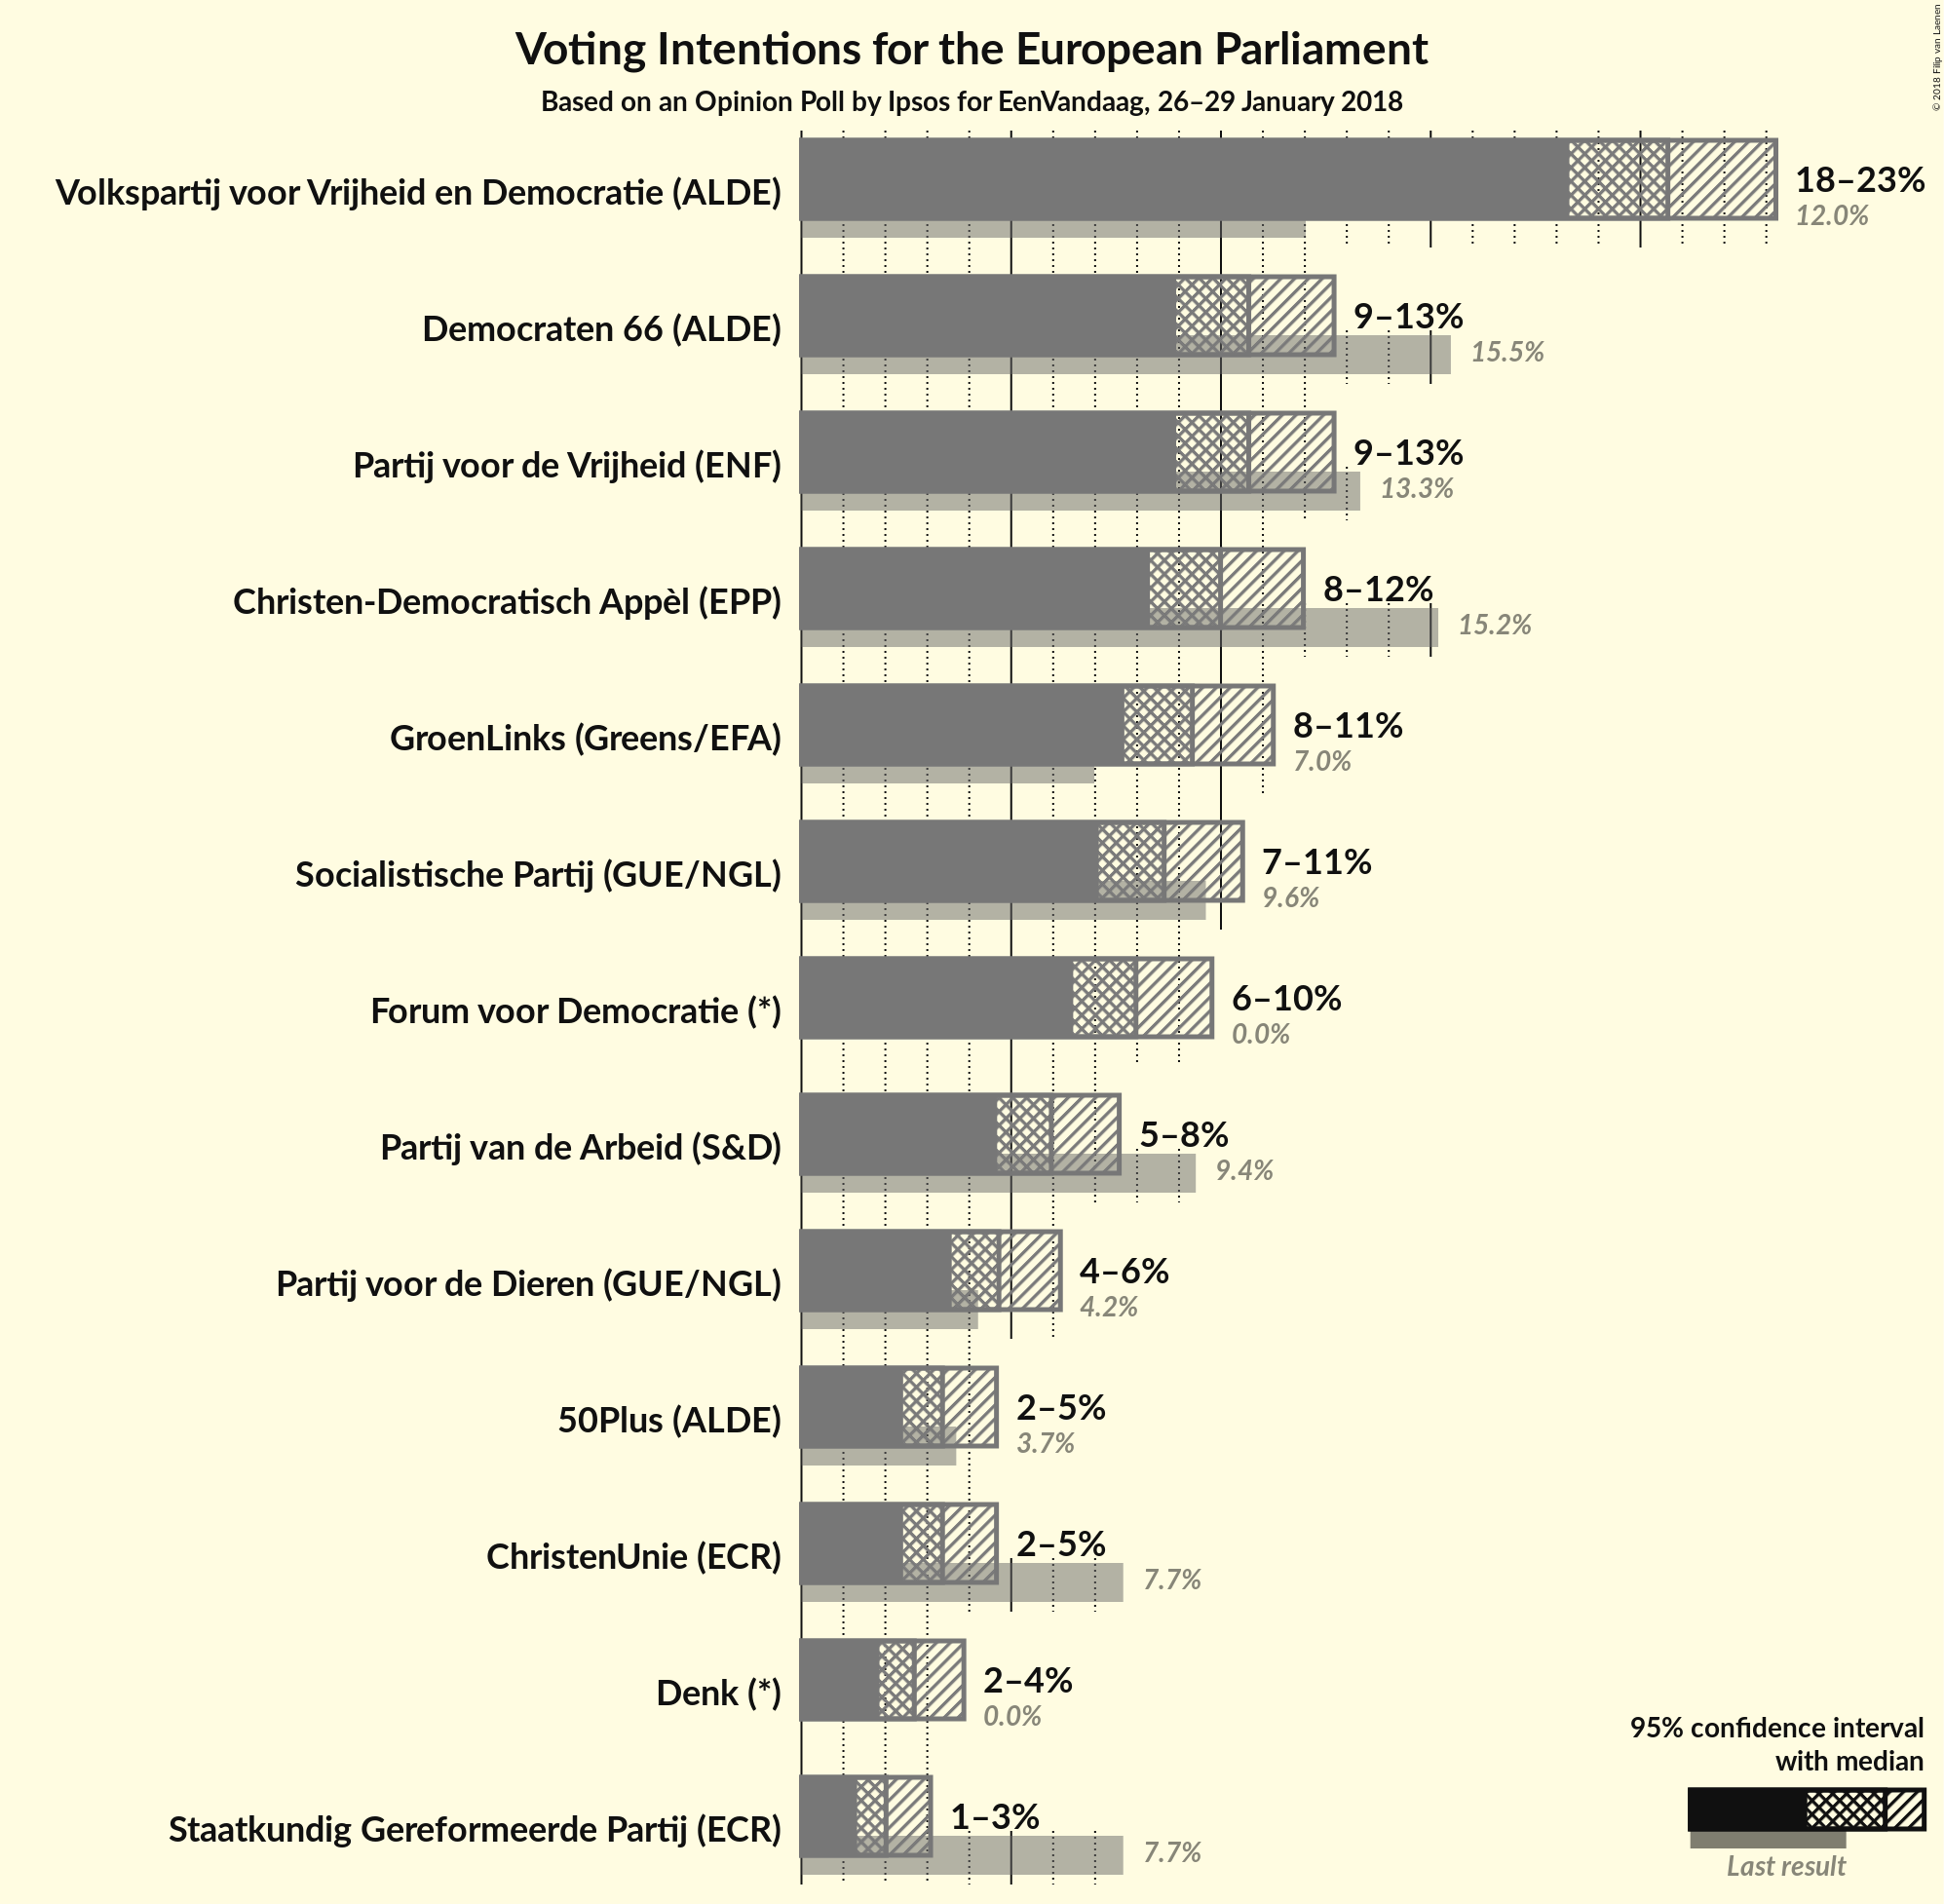 Voting Intentions for the European Parliament
Based on an Opinion Poll by Ipsos for EenVandaag, 26–29 January 2018
© 2018 Filip van Laenen
Volkspartij voor Vrijheid en Democratie (ALDE)
18–23%
12.0%
Democraten 66 (ALDE)
9–13%
15.5%
Partij voor de Vrijheid (ENF)
9–13%
13.3%
Christen-Democratisch Appèl (EPP)
8–12%
15.2%
GroenLinks (Greens/EFA)
8–11%
7.0%
Socialistische Partij (GUE/NGL)
7–11%
9.6%
Forum voor Democratie (*)
6–10%
0.0%
Partij van de Arbeid (S&D)
5–8%
9.4%
Partij voor de Dieren (GUE/NGL)
4–6%
4.2%
50Plus (ALDE)
2–5%
3.7%
ChristenUnie (ECR)
2–5%
7.7%
Denk (*)
2–4%
0.0%
Staatkundig Gereformeerde Partij (ECR)
1–3%
7.7%
95% confidence interval
with median
Last result